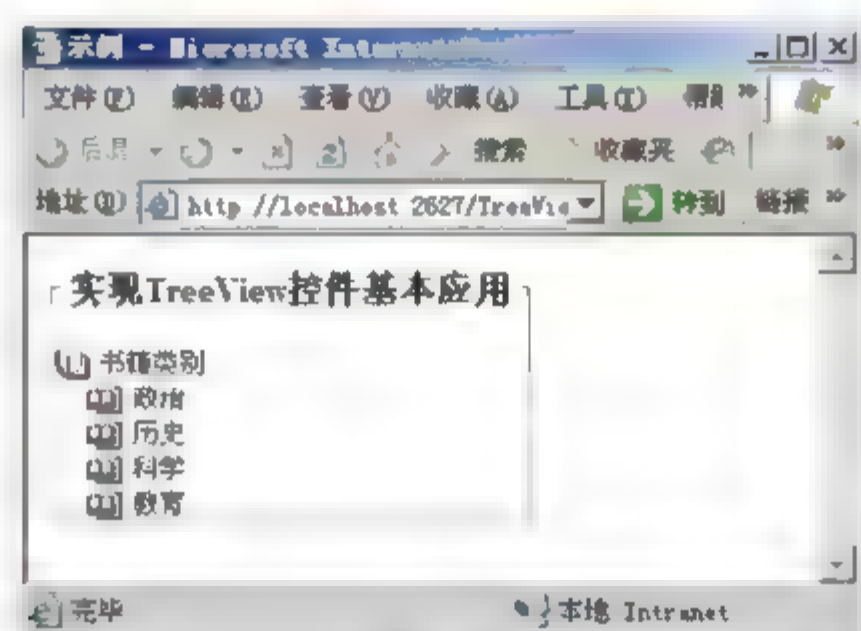 示例 - Microsoft
文件(F) 编辑(E) 查看(V) 收藏(A) 工具(T) »
后退 搜索 收藏夹 »
地址(D) http //localhost 2627/TreeVie 转到 链接 »
实现TreeView控件基本应用
书籍类别
政治
历史
科学
教育
完毕 本地 Intranet